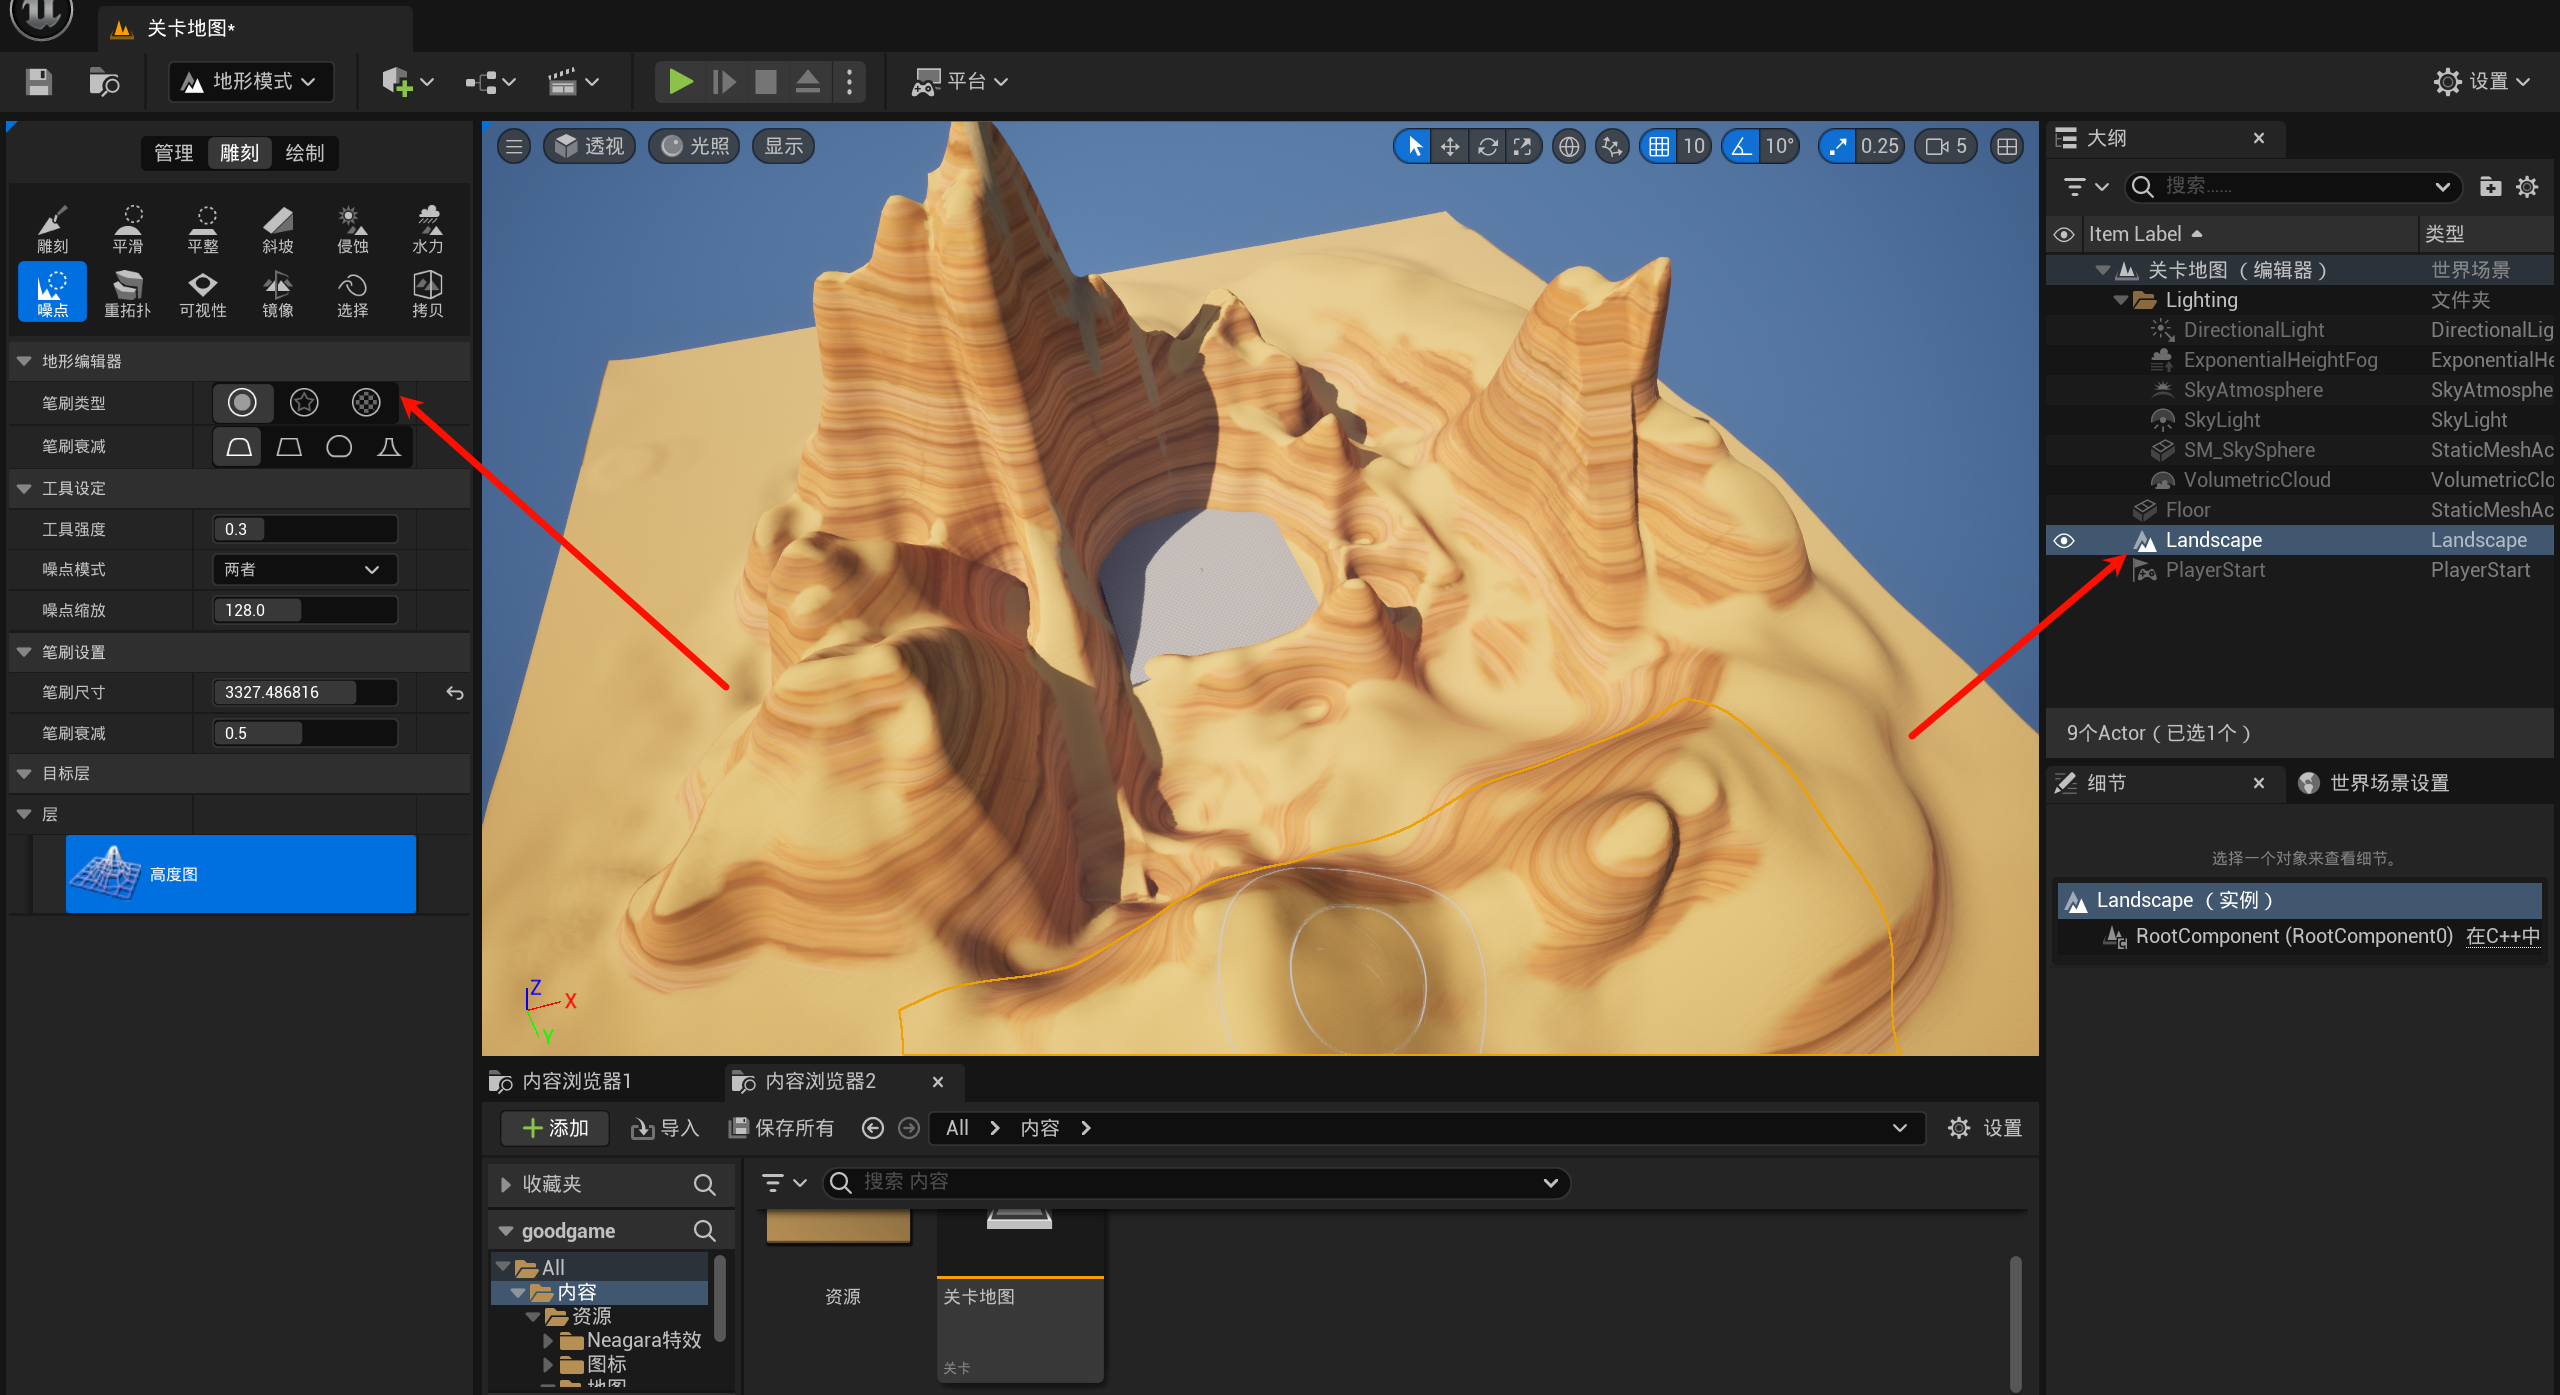 关卡地图*
地形模式
平台
设置
管理 雕刻 绘制
雕刻 平滑 平整 斜坡 侵蚀 水力
噪点 重拓扑 可视性 镜像 选择 拷贝
地形编辑器
笔刷类型
笔刷衰减
工具设定
工具强度 0.3
噪点模式 两者
噪点缩放 128.0
笔刷设置
笔刷尺寸 3327.486816
笔刷衰减 0.5
目标层
层
高度图
透视 光照 显示 10 10° 0.25 5
Z
X
Y
大纲
搜索......
Item Label 类型
关卡地图（编辑器） 世界场景
Lighting 文件夹
DirectionalLight DirectionalLig
ExponentialHeightFog ExponentialHe
SkyAtmosphere SkyAtmosphe
SkyLight SkyLight
SM_SkySphere StaticMeshAc
VolumetricCloud VolumetricClo
Floor StaticMeshAc
Landscape Landscape
PlayerStart PlayerStart
9个Actor（已选1个）
细节 世界场景设置
选择一个对象来查看细节。
Landscape（实例）
RootComponent (RootComponent0) 在C++中
内容浏览器1 内容浏览器2
添加 导入 保存所有 All 内容 设置
收藏夹
搜索 内容
goodgame
All
内容
资源
Neagara特效
图标
地图
资源
关卡地图
关卡